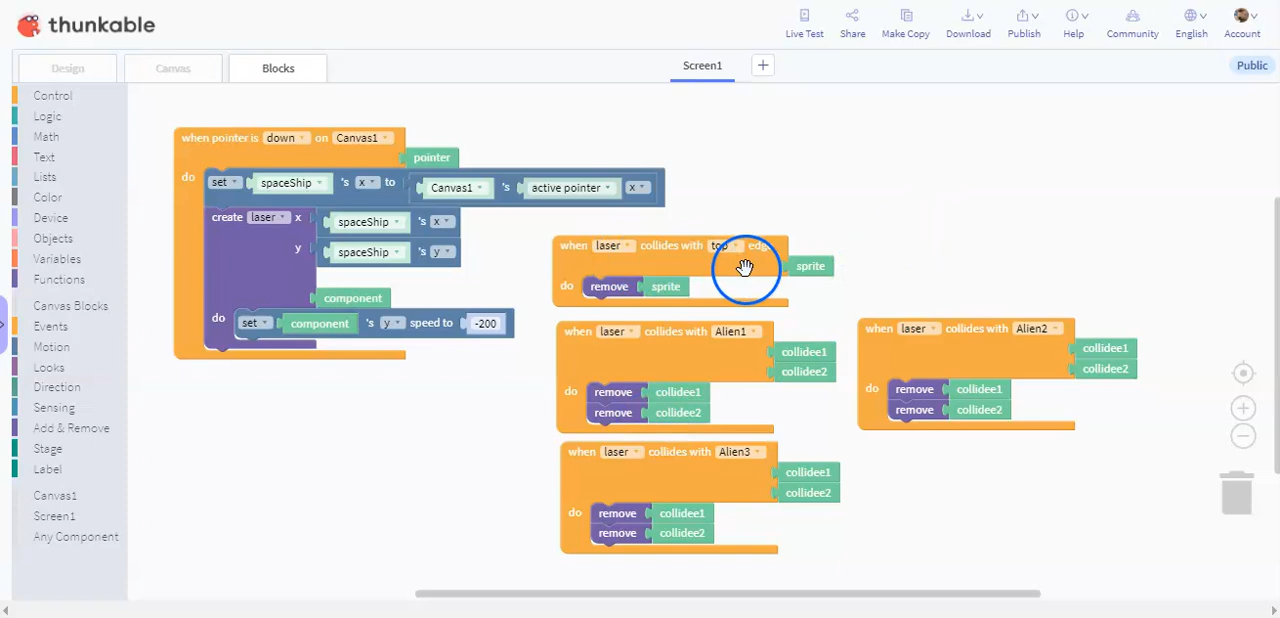 thunkable
Live Test Share Make Copy Download Publish Help Community English Account
Design Canvas Blocks Screen1 + Public
Control
Logic
Math
Text
Lists
Color
Device
Objects
Variables
Functions
Canvas Blocks
Events
Motion
Looks
Direction
Sensing
Add & Remove
Stage
Label
Canvas1
Screen1
Any Component
when pointer is down on Canvas1
pointer
do set spaceShip 's x to Canvas1 's active pointer x
create laser x spaceShip 's x
y spaceShip 's y
component
do set component 's y speed to -200
when laser collides with top edge
sprite
do remove sprite
when laser collides with Alien1
collidee1
collidee2
do remove collidee1
remove collidee2
when laser collides with Alien2
collidee1
collidee2
do remove collidee1
remove collidee2
when laser collides with Alien3
collidee1
collidee2
do remove collidee1
remove collidee2